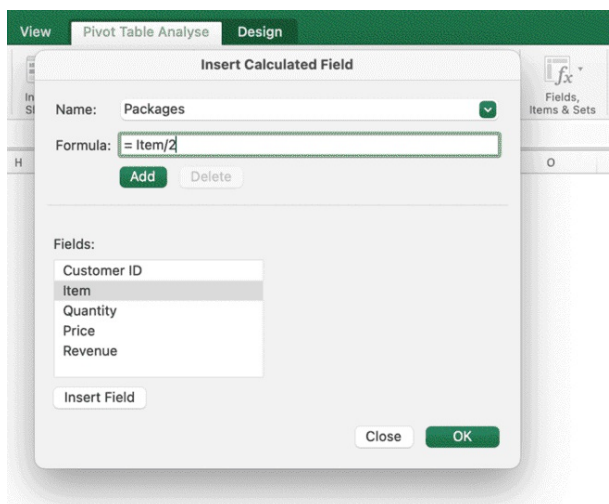 View Pivot Table Analyse Design
Insert Calculated Field
Name: Packages
Fields,
Items & Sets
Formula: = Item/2
H O
Add Delete
Fields:
Customer ID
Item
Quantity
Price
Revenue
Insert Field
Close OK